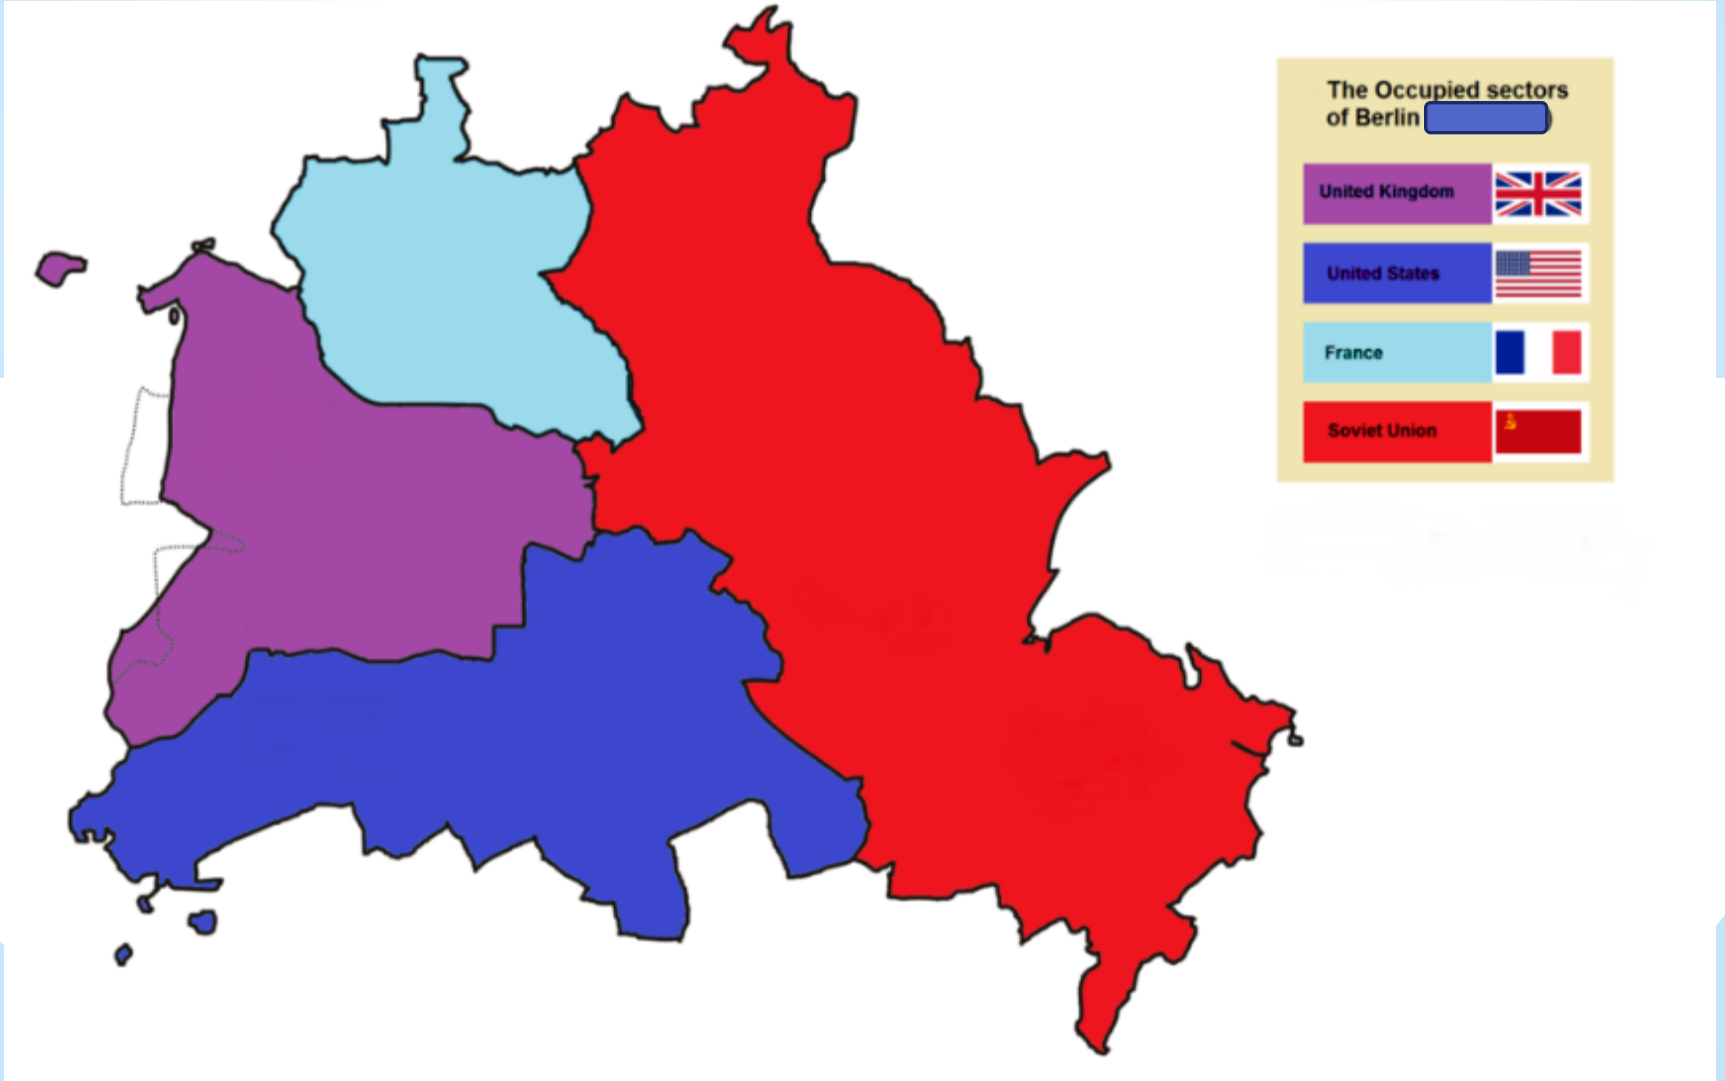 The Occupied sectors
of Berlin
United Kingdom
United States
France
Soviet Union